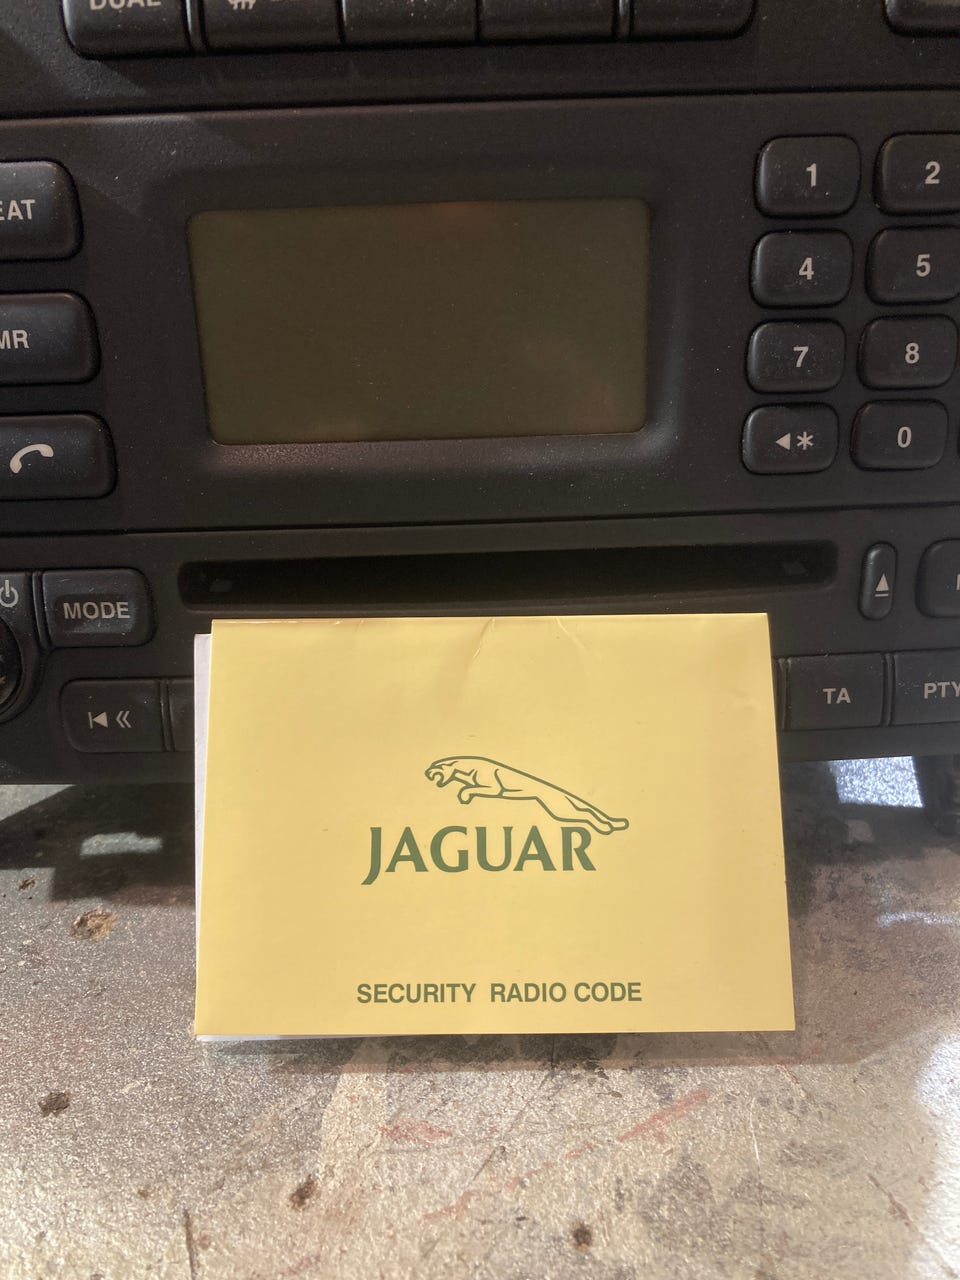 DUAL
1 2
EAT
4 5
MR
7 8
*0
MODE
TA PTY
JAGUAR
SECURITY RADIO CODE